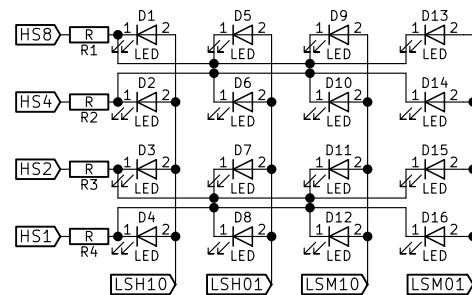 D1 D5 D9 D13
HS8 R 1 2 1 2 1 2 1 2
R1 LED LED LED LED
D2 D6 D10 D14
HS4 R 1 2 1 2 1 2 1 2
R2 LED LED LED LED
D3 D7 D11 D15
HS2 R 1 2 1 2 1 2 1 2
R3 LED LED LED LED
D4 D8 D12 D16
HS1 R 1 2 1 2 1 2 1 2
R4 LED LED LED LED
LSH10 LSH01 LSM10 LSM01